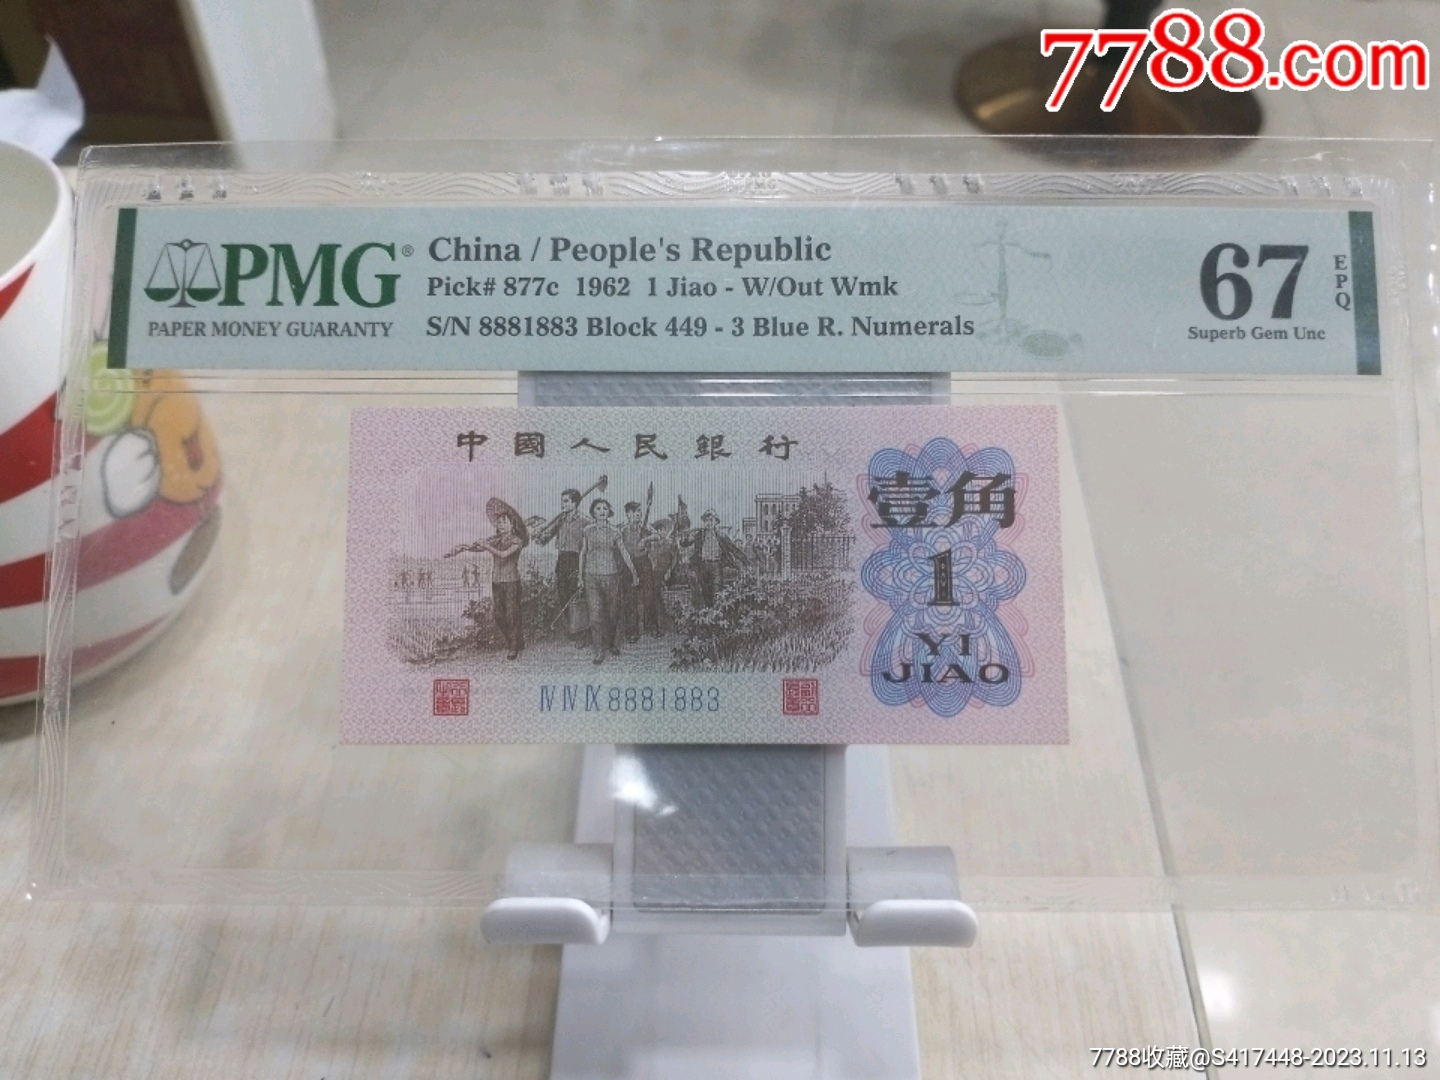 7788.com
PMG®
PAPER MONEY GUARANTY
China / People's Republic
Pick# 877c 1962 1 Jiao - W/Out Wmk
S/N 8881883 Block 449 - 3 Blue R. Numerals
67
EPQ
Superb Gem Unc
中國人民銀行
壹角
1
YI
JIAO
Ⅳ Ⅳ Ⅸ 8881883
7788收藏@S417448-2023.11.13